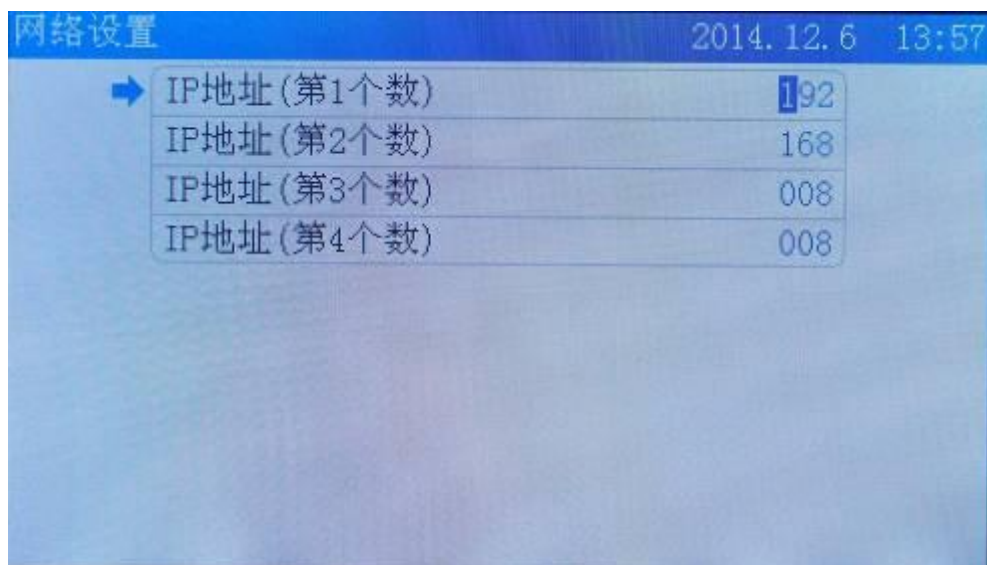 网络设置 2014.12.6 13:57
IP地址(第1个数) 192
IP地址(第2个数) 168
IP地址(第3个数) 008
IP地址(第4个数) 008